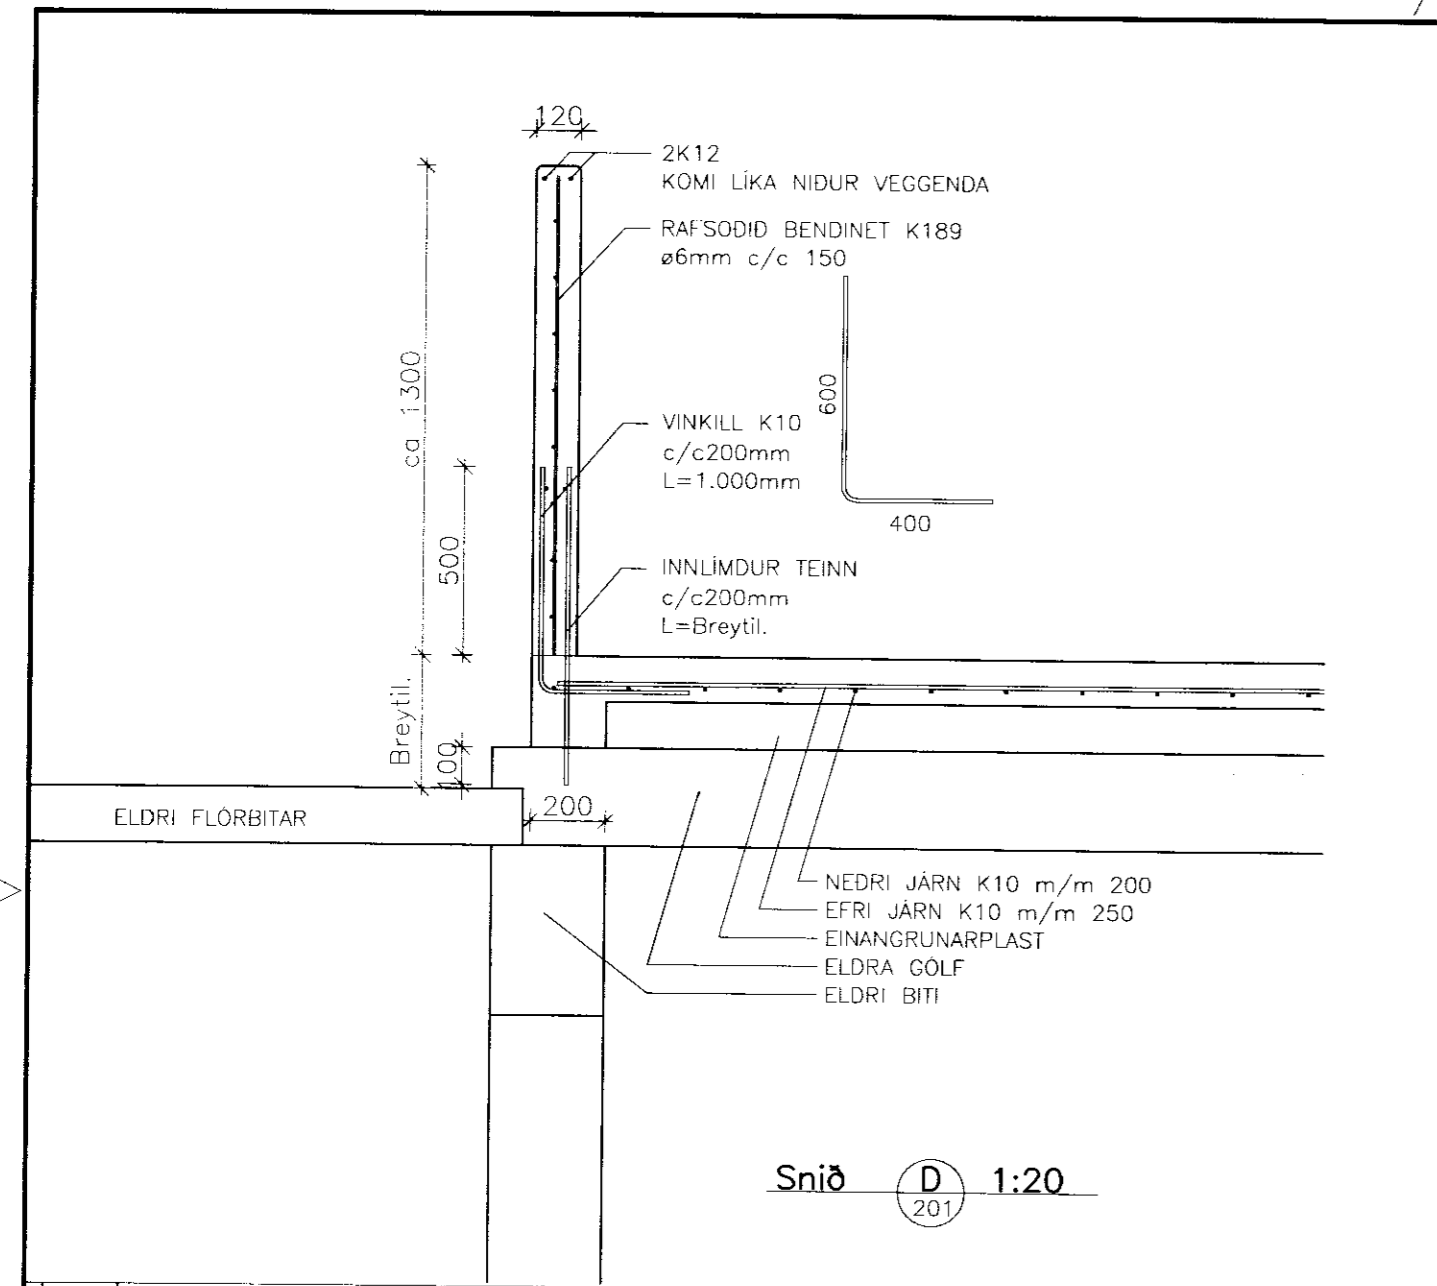 120
2K12
KOMI LÍKA NIÐUR VEGGENDA
RAFSOÐIÐ BENDINET K189
ø6mm c/c 150
ca 1300
600
VINKILL K10
c/c200mm
L=1.000mm
400
500
INNLÍMDUR TEINN
c/c200mm
L=Breytil.
Breytil.
100
200
ELDRI FLÓRBITAR
NEÐRI JÁRN K10 m/m 200
EFRI JÁRN K10 m/m 250
EINANGRUNARPLAST
ELDRA GÓLF
ELDRI BITI
Snið D 1:20
201